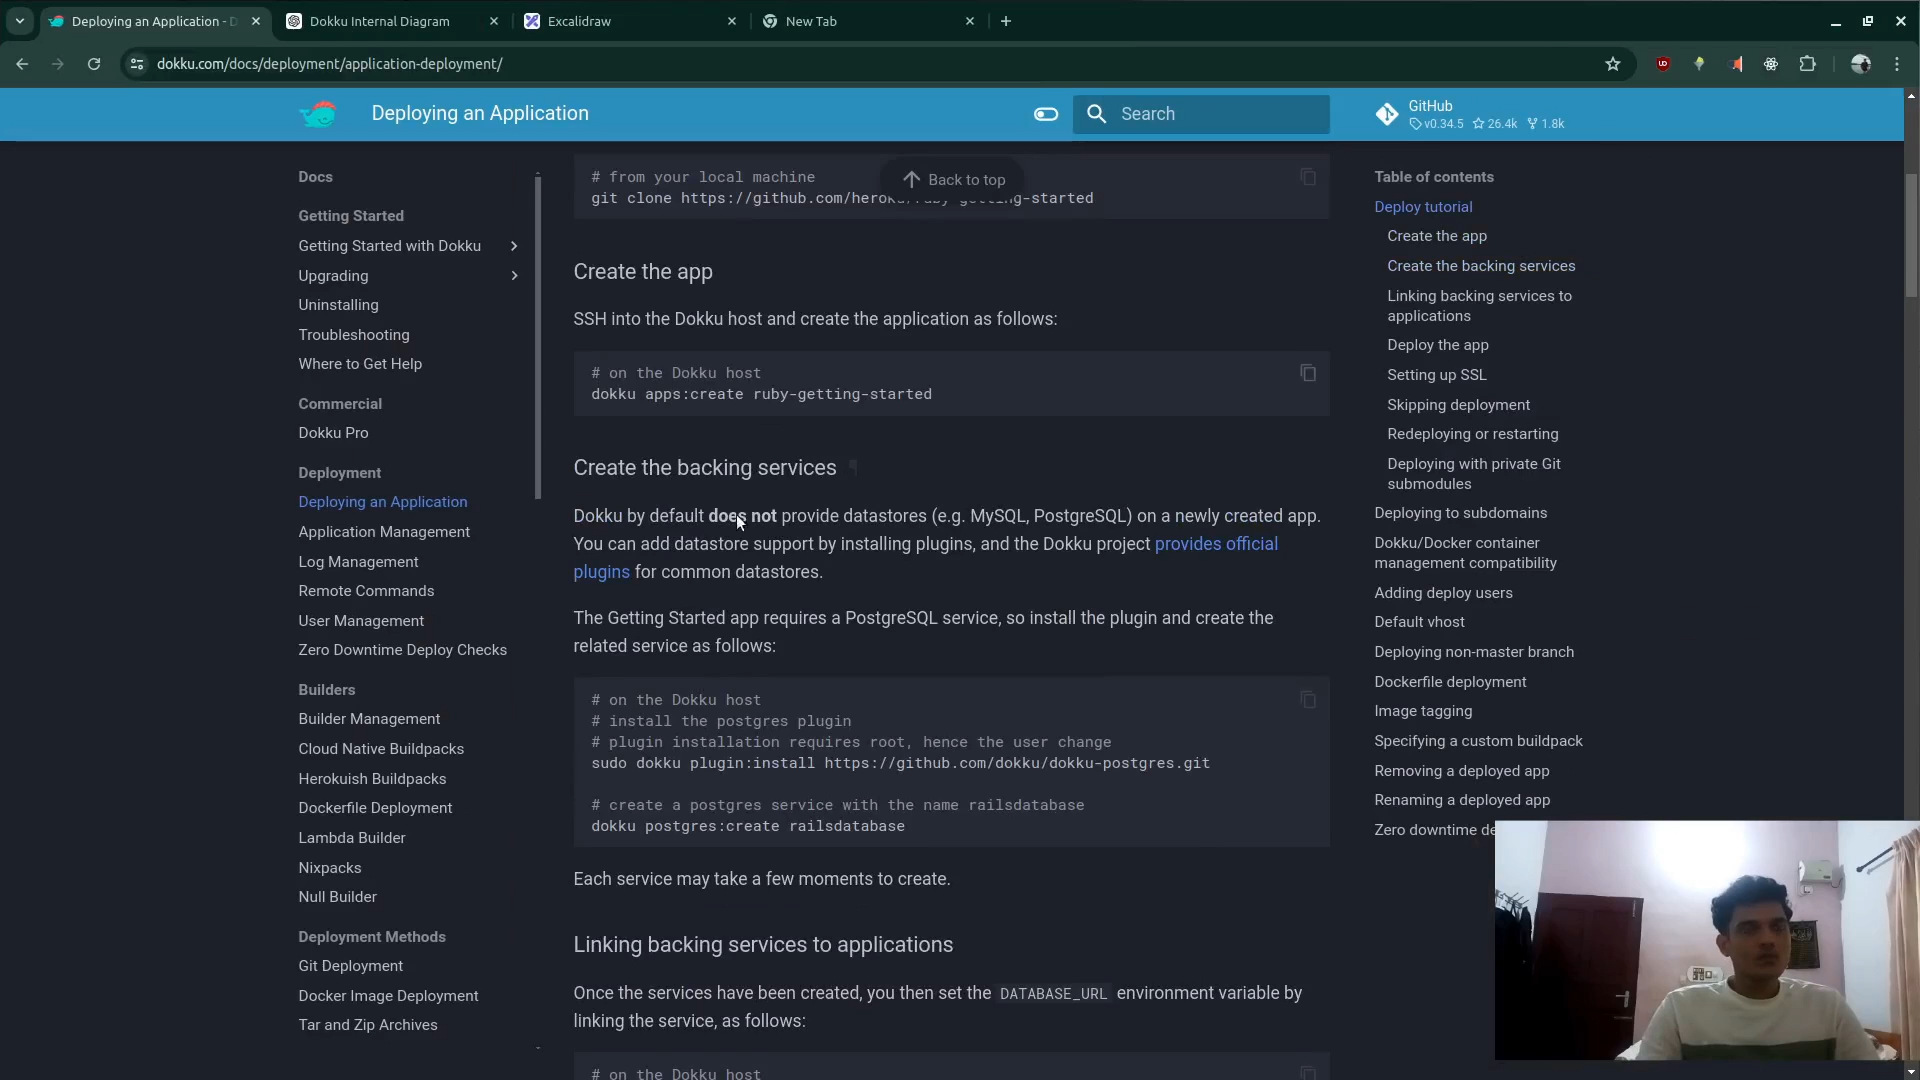 Deploying an Application - D
Dokku Internal Diagram
Excalidraw
New Tab
dokku.com/docs/deployment/application-deployment/
Deploying an Application
Search
GitHub
v0.34.5 26.4k 1.8k
Docs
Getting Started
Getting Started with Dokku
Upgrading
Uninstalling
Troubleshooting
Where to Get Help
Commercial
Dokku Pro
Deployment
Deploying an Application
Application Management
Log Management
Remote Commands
User Management
Zero Downtime Deploy Checks
Builders
Builder Management
Cloud Native Buildpacks
Herokuish Buildpacks
Dockerfile Deployment
Lambda Builder
Nixpacks
Null Builder
Deployment Methods
Git Deployment
Docker Image Deployment
Tar and Zip Archives
Back to top
# from your local machine
git clone https://github.com/heroku/ruby-getting-started
Create the app
SSH into the Dokku host and create the application as follows:
# on the Dokku host
dokku apps:create ruby-getting-started
Create the backing services ¶
Dokku by default does not provide datastores (e.g. MySQL, PostgreSQL) on a newly created app.
You can add datastore support by installing plugins, and the Dokku project provides official
plugins for common datastores.
The Getting Started app requires a PostgreSQL service, so install the plugin and create the
related service as follows:
# on the Dokku host
# install the postgres plugin
# plugin installation requires root, hence the user change
sudo dokku plugin:install https://github.com/dokku/dokku-postgres.git
# create a postgres service with the name railsdatabase
dokku postgres:create railsdatabase
Each service may take a few moments to create.
Linking backing services to applications
Once the services have been created, you then set the DATABASE_URL environment variable by
linking the service, as follows:
# on the Dokku host
Table of contents
Deploy tutorial
Create the app
Create the backing services
Linking backing services to
applications
Deploy the app
Setting up SSL
Skipping deployment
Redeploying or restarting
Deploying with private Git
submodules
Deploying to subdomains
Dokku/Docker container
management compatibility
Adding deploy users
Default vhost
Deploying non-master branch
Dockerfile deployment
Image tagging
Specifying a custom buildpack
Removing a deployed app
Renaming a deployed app
Zero downtime de